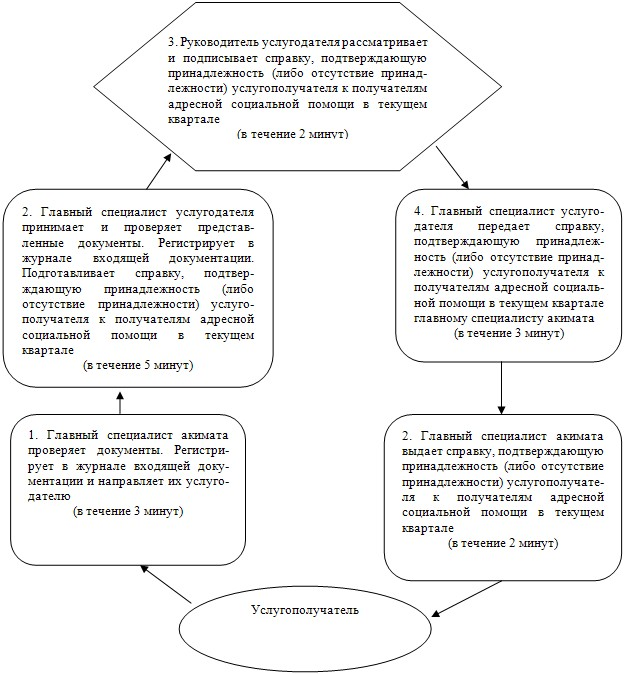 3. Руководитель услугодателя рассматривает
и подписывает справку, подтверждающую
принадлежность (либо отсутствие принад-
лежности) услугополучателя к получателям
адресной социальной помощи в текущем
квартале
(в течение 2 минут)
2. Главный специалист услугодателя
принимает и проверяет представ-
ленные документы. Регистрирует в
журнале входящей документации.
Подготавливает справку, подтвер-
ждающую принадлежность (либо
отсутствие принадлежности) услуго-
получателя к получателям адресной
социальной помощи в текущем
квартале
(в течение 5 минут)
4. Главный специалист услуго-
дателя передает справку,
подтверждающую принадлеж-
ность (либо отсутствие принад-
лежности) услугополучателя к
получателям адресной социаль-
ной помощи в текущем квартале
главному специалисту акимата
(в течение 3 минут)
1. Главный специалист акимата
проверяет документы. Регистри-
рует в журнале входящей доку-
ментации и направляет их услуго-
дателю
(в течение 3 минут)
2. Главный специалист акимата
выдает справку, подтверждающую
принадлежность (либо отсутствие
принадлежности) услугополучате-
ля к получателям адресной
социальной помощи в текущем
квартале
(в течение 2 минут)
Услугополучатель